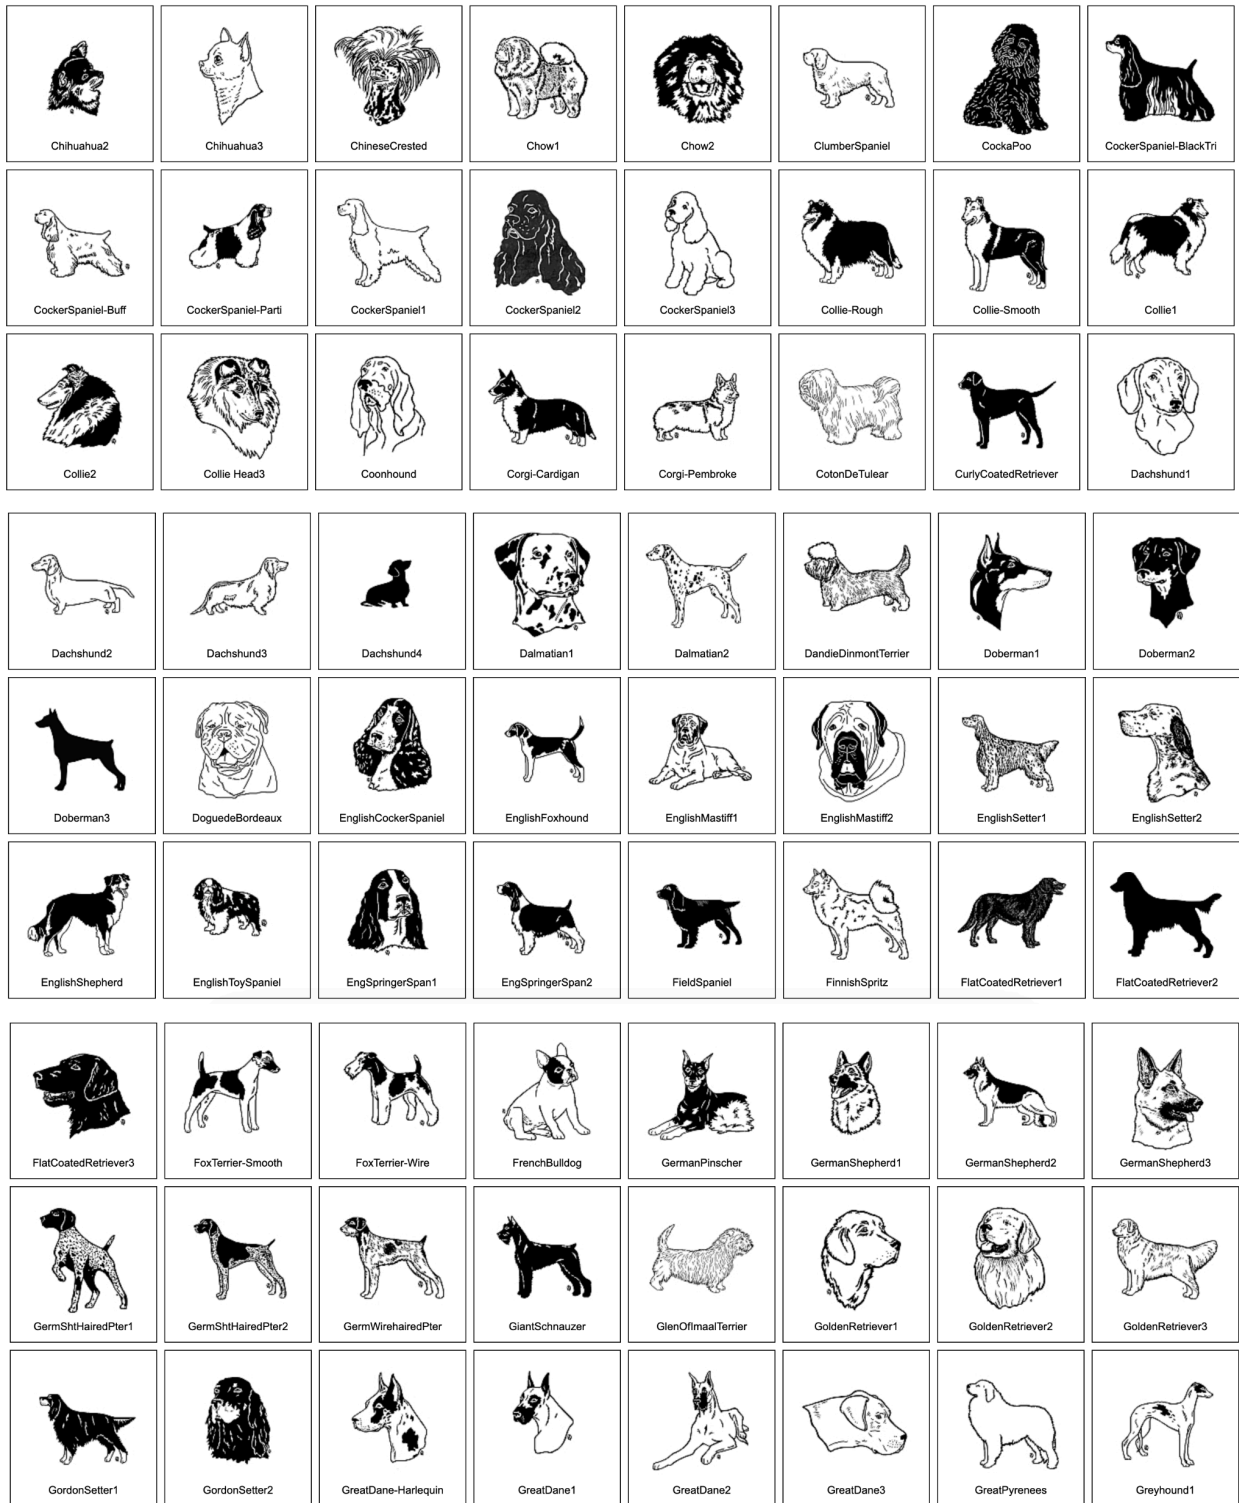 Chihuahua2 Chihuahua3 ChineseCrested Chow1 Chow2 ClumberSpaniel CockaPoo CockerSpaniel-BlackTri
CockerSpaniel-Buff CockerSpaniel-Parti CockerSpaniel1 CockerSpaniel2 CockerSpaniel3 Collie-Rough Collie-Smooth Collie1
Collie2 Collie Head3 Coonhound Corgi-Cardigan Corgi-Pembroke CotonDeTulear CurlyCoatedRetriever Dachshund1
Dachshund2 Dachshund3 Dachshund4 Dalmatian1 Dalmatian2 DandieDinmontTerrier Doberman1 Doberman2
Doberman3 DoguedeBordeaux EnglishCockerSpaniel EnglishFoxhound EnglishMastiff1 EnglishMastiff2 EnglishSetter1 EnglishSetter2
EnglishShepherd EnglishToySpaniel EngSpringerSpan1 EngSpringerSpan2 FieldSpaniel FinnishSpritz FlatCoatedRetriever1 FlatCoatedRetriever2
FlatCoatedRetriever3 FoxTerrier-Smooth FoxTerrier-Wire FrenchBulldog GermanPinscher GermanShepherd1 GermanShepherd2 GermanShepherd3
GermShtHairedPter1 GermShtHairedPter2 GermWirehairedPter GiantSchnauzer GlenOfImaalTerrier GoldenRetriever1 GoldenRetriever2 GoldenRetriever3
GordonSetter1 GordonSetter2 GreatDane-Harlequin GreatDane1 GreatDane2 GreatDane3 GreatPyrenees Greyhound1